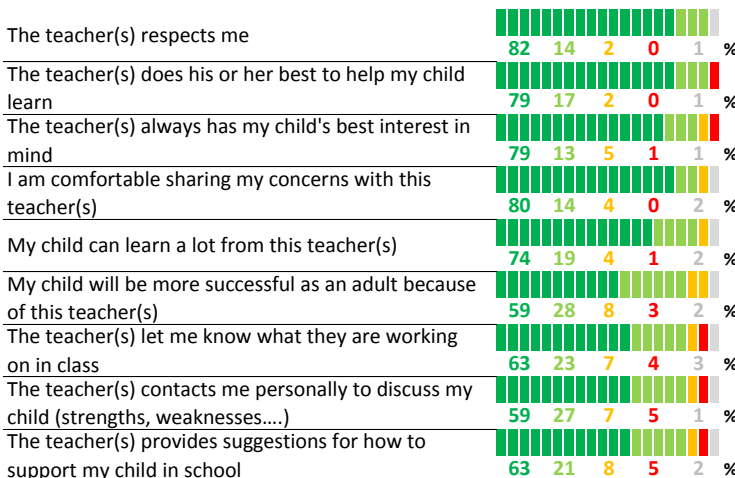 The teacher(s) respects me
82 14 2 0 1 %
The teacher(s) does his or her best to help my child
learn
79 17 2 0 1 %
The teacher(s) always has my child's best interest in
mind
79 13 5 1 1 %
I am comfortable sharing my concerns with this
teacher(s)
80 14 4 0 2 %
My child can learn a lot from this teacher(s)
74 19 4 1 2 %
My child will be more successful as an adult because
of this teacher(s)
59 28 8 3 2 %
The teacher(s) let me know what they are working
on in class
63 23 7 4 3 %
The teacher(s) contacts me personally to discuss my
child (strengths, weaknesses....)
59 27 7 5 1 %
The teacher(s) provides suggestions for how to
support my child in school
63 21 8 5 2 %